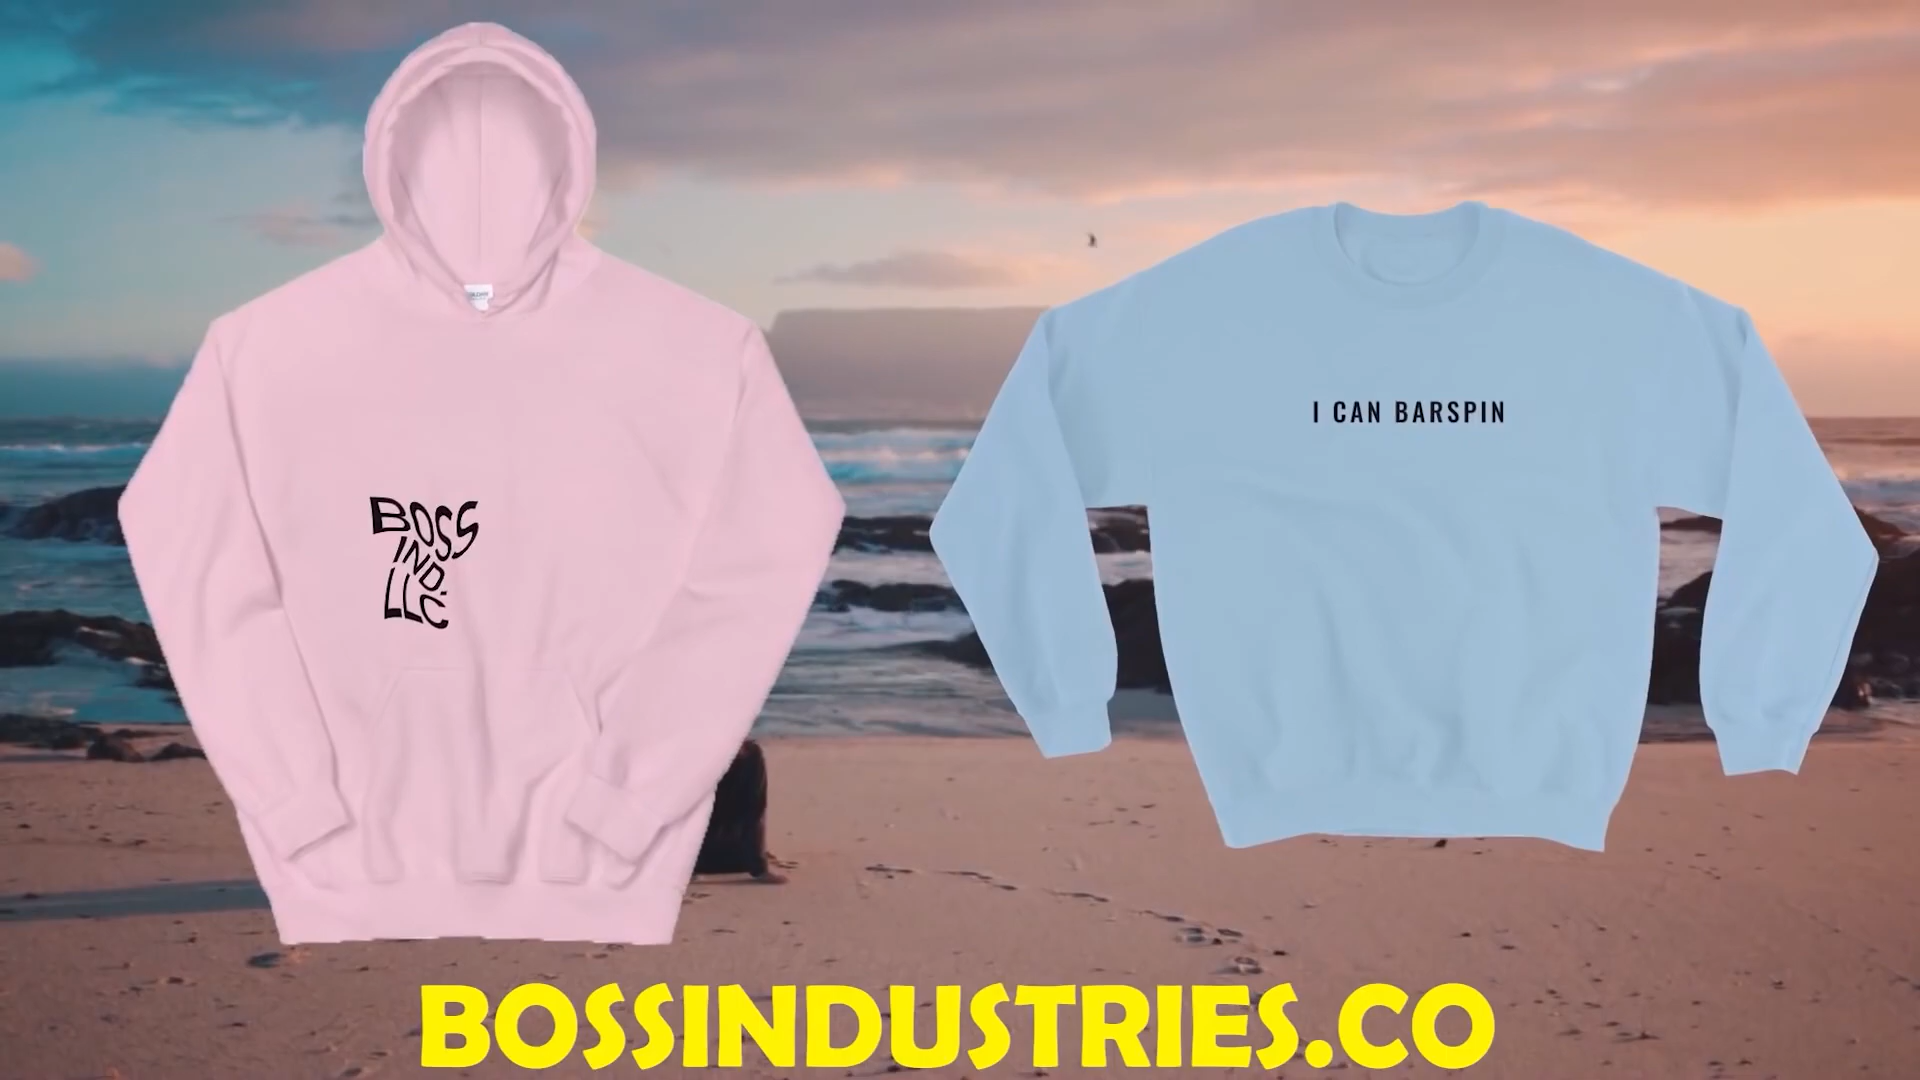 BOSS
IND.
LLC
I CAN BARSPIN
BOSSINDUSTRIES.CO